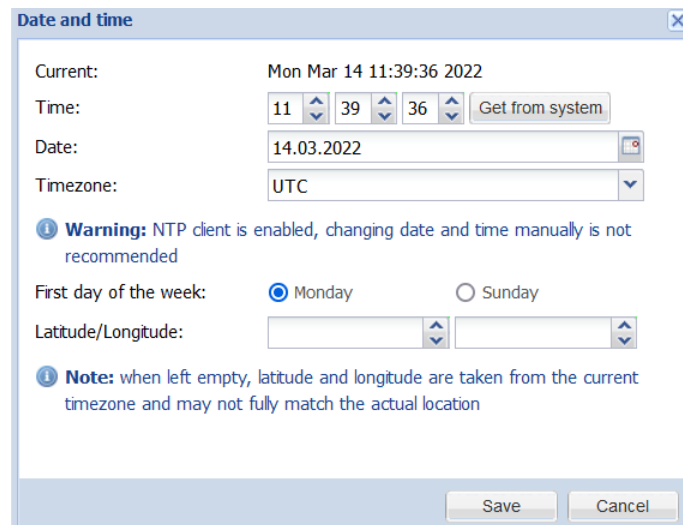 Date and time
Current: Mon Mar 14 11:39:36 2022
Time: 11 39 36 Get from system
Date: 14.03.2022
Timezone: UTC
Warning: NTP client is enabled, changing date and time manually is not
recommended
First day of the week: Monday Sunday
Latitude/Longitude:
Note: when left empty, latitude and longitude are taken from the current
timezone and may not fully match the actual location
Save Cancel